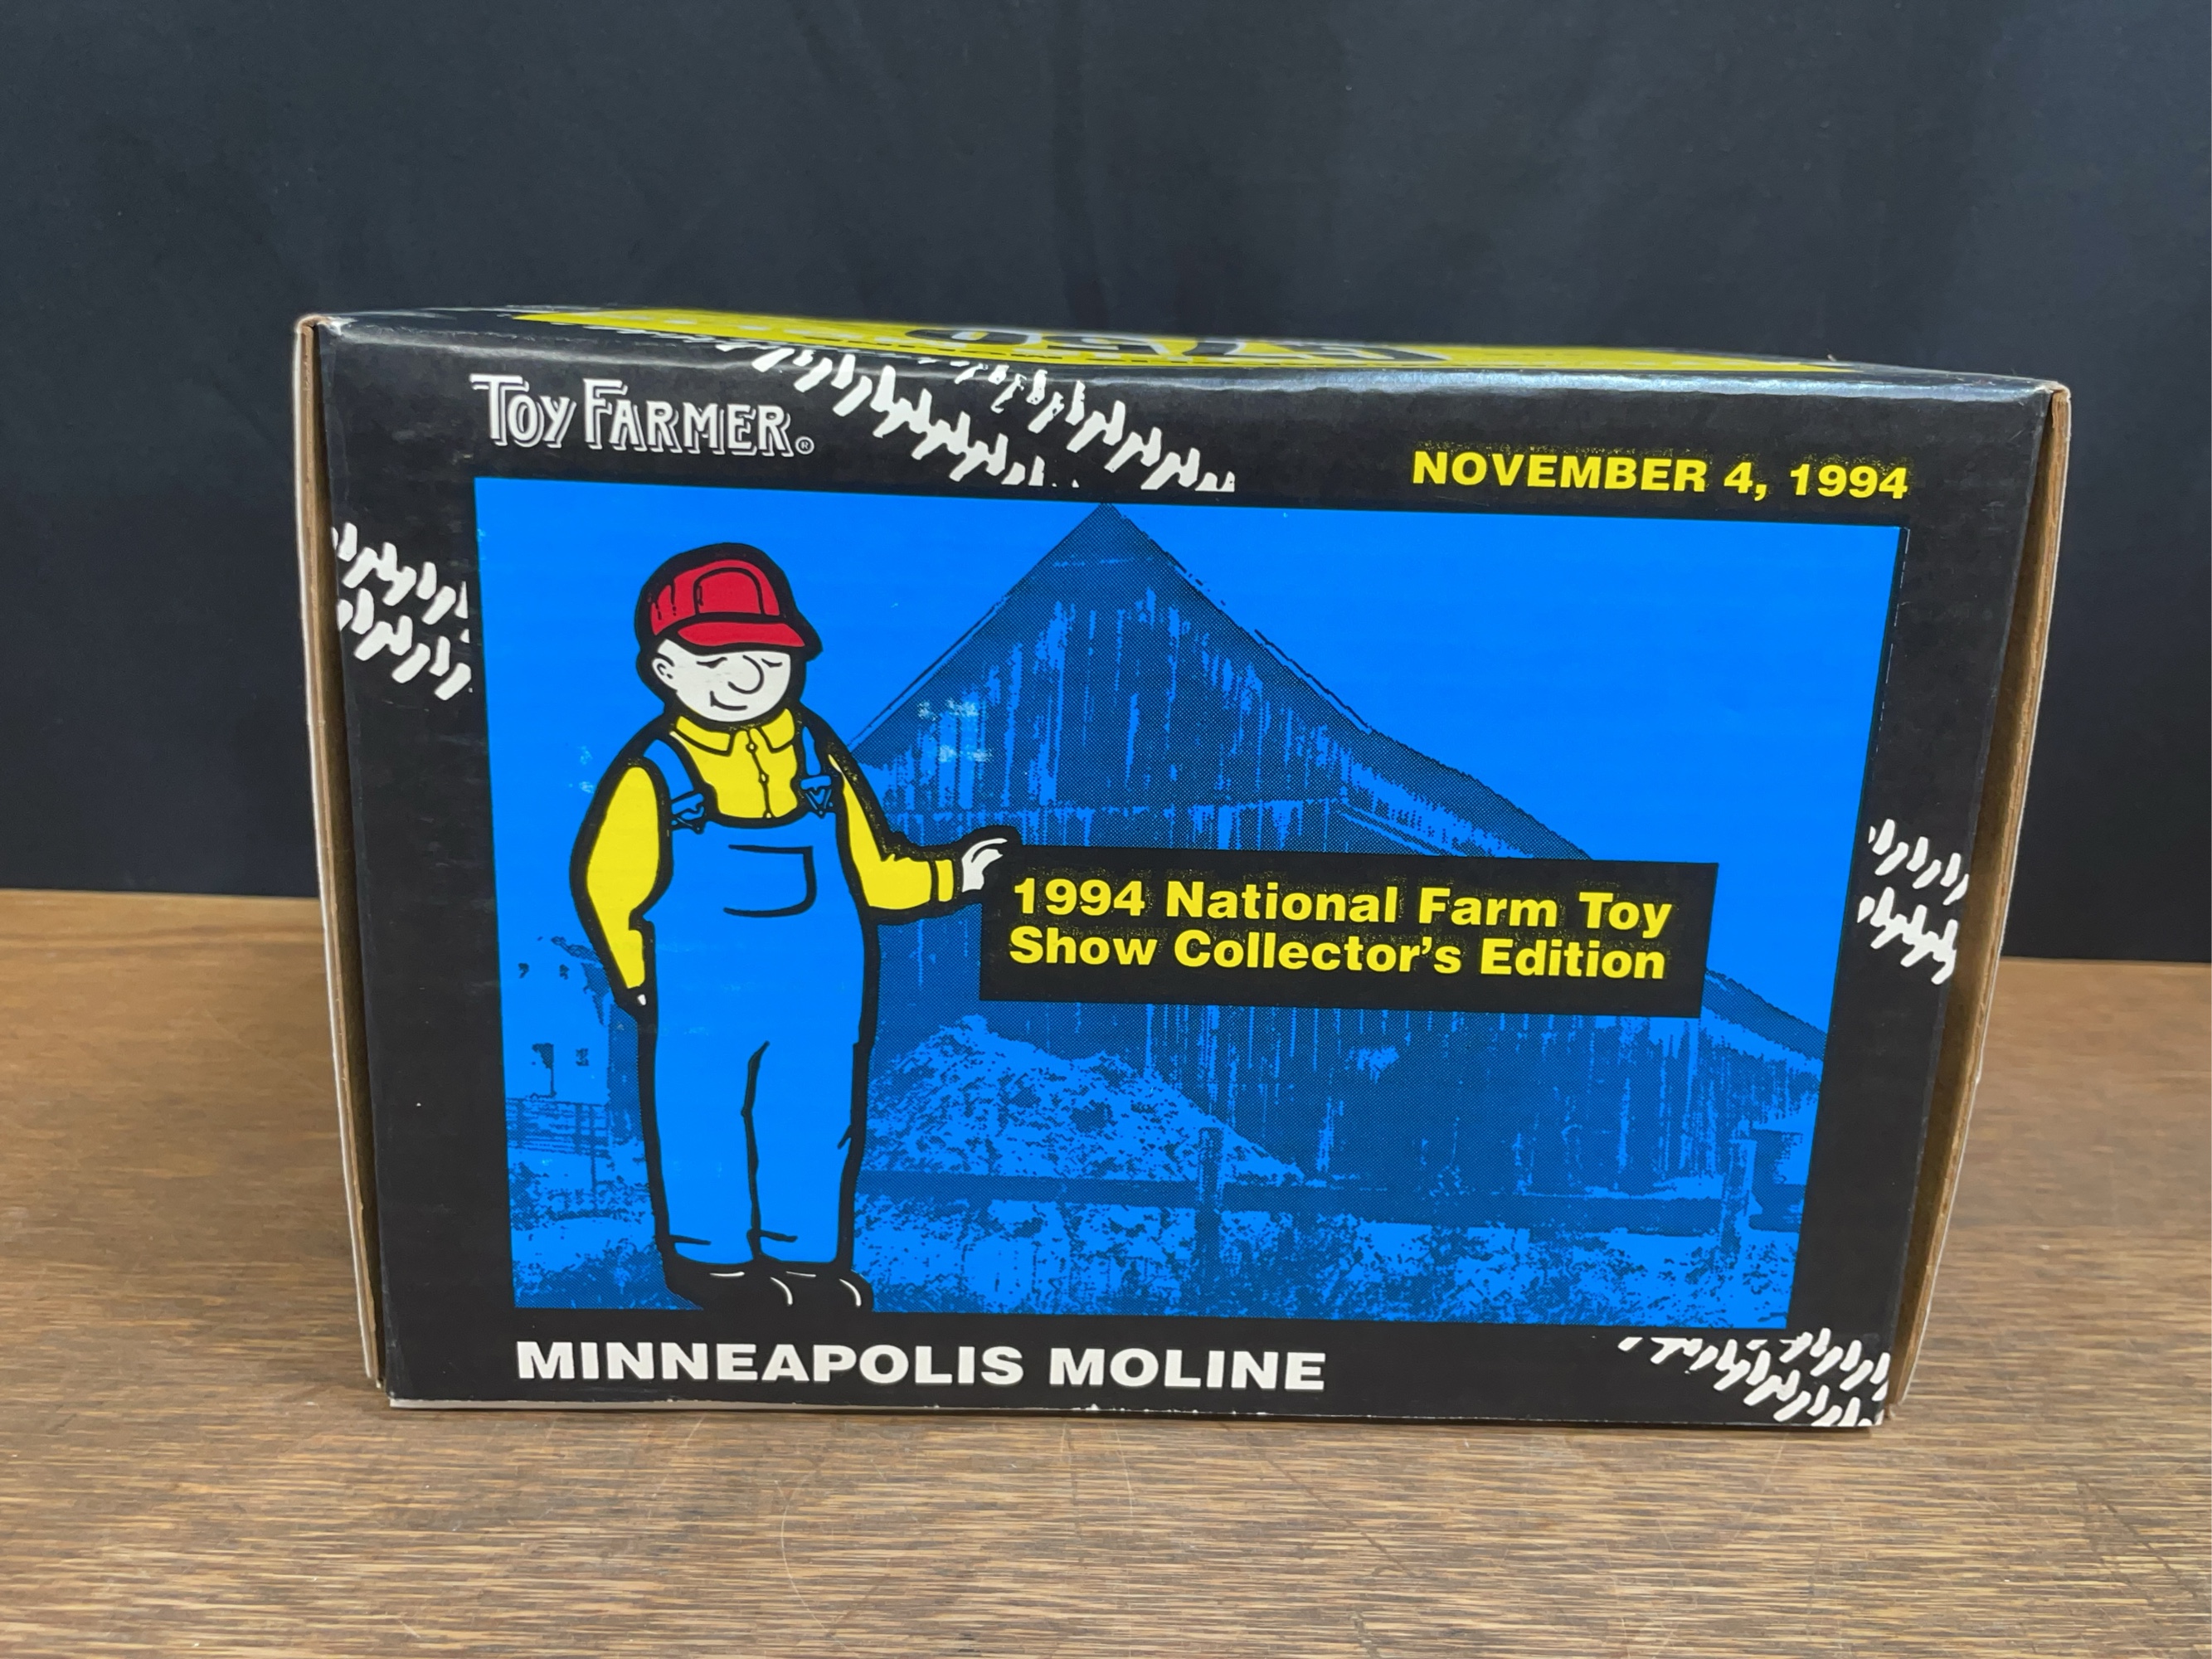 TOY FARMER®
NOVEMBER 4, 1994
1994 National Farm Toy
Show Collector's Edition
MINNEAPOLIS MOLINE